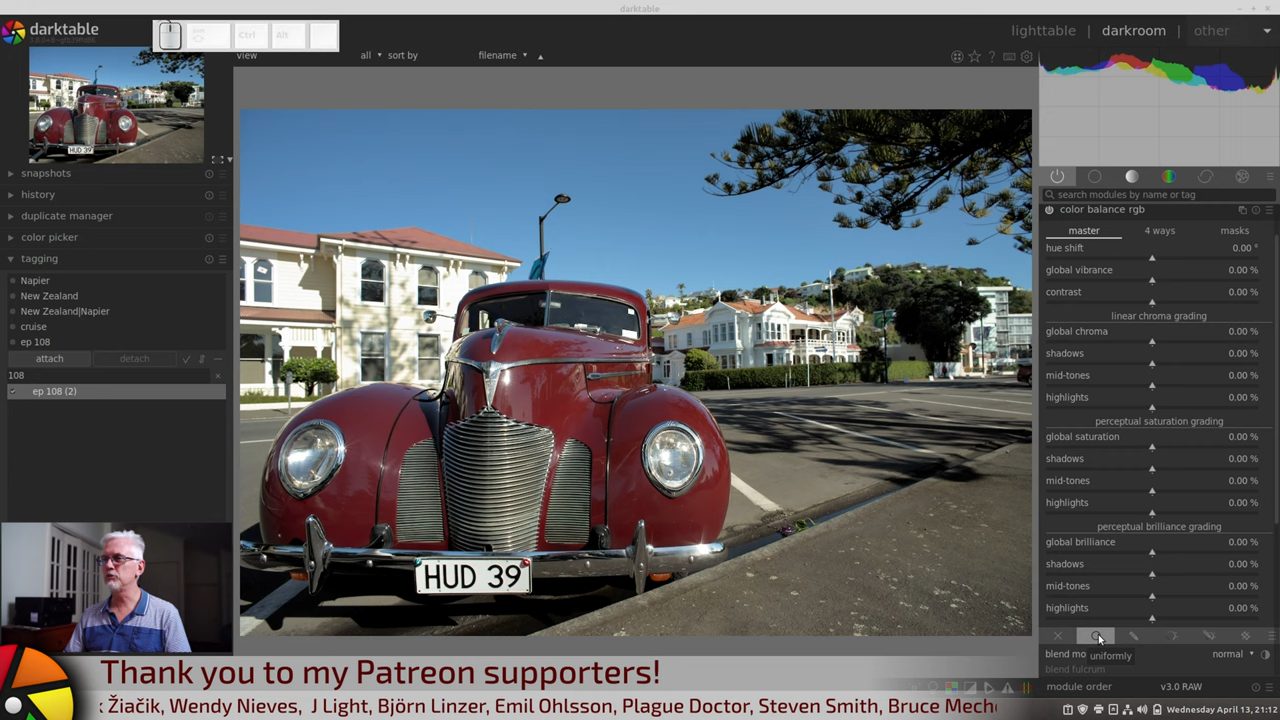 darktable
darktable
Ctrl
Alt
lighttable | darkroom | other
view
all
sort by
filename
snapshots
history
duplicate manager
color picker
tagging
Napier
New Zealand
New Zealand|Napier
cruise
ep 108
attach
detach
108
ep 108 (2)
HUD 39
search modules by name or tag
color balance rgb
master
4 ways
masks
hue shift 0.00 °
global vibrance 0.00 %
contrast 0.00 %
linear chroma grading
global chroma 0.00 %
shadows 0.00 %
mid-tones 0.00 %
highlights 0.00 %
perceptual saturation grading
global saturation 0.00 %
shadows 0.00 %
mid-tones 0.00 %
highlights 0.00 %
perceptual brilliance grading
global brilliance 0.00 %
shadows 0.00 %
mid-tones 0.00 %
highlights 0.00 %
uniformly
blend mo
normal
blend fulcrum
module order
v3.0 RAW
Thank you to my Patreon supporters!
k Žiačik, Wendy Nieves, J Light, Björn Linzer, Emil Ohlsson, Plague Doctor, Steven Smith, Bruce Mech
Wednesday April 13, 21:12